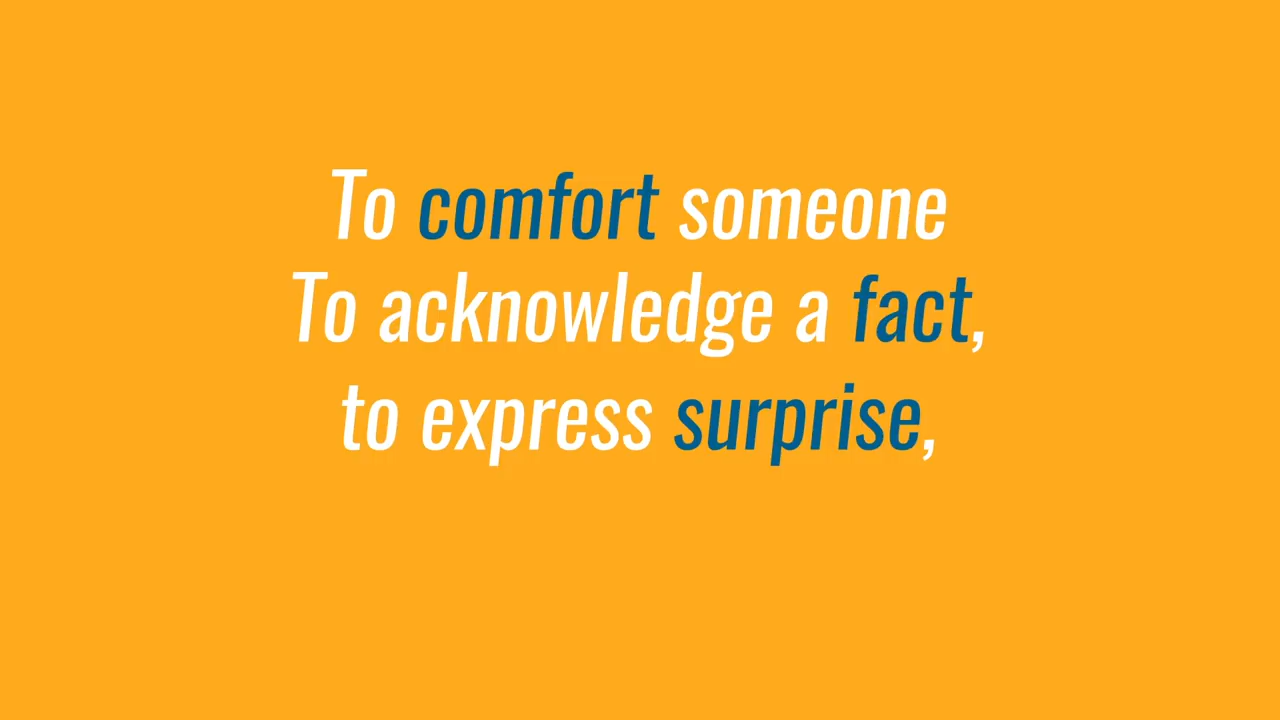 To comfort someone
To acknowledge a fact,
to express surprise,